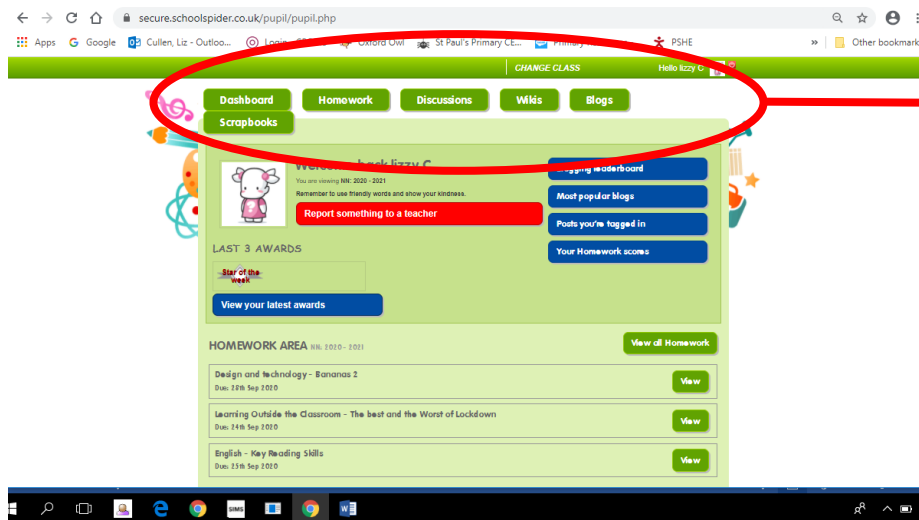 secure.schoolspider.co.uk/pupil/pupil.php
Apps Google Cullen, Liz - Outloo... Login Oxford Owl St Paul's Primary CE... PSHE » Other bookmark
CHANGE CLASS Hello lizzy C
Dashboard Homework Discussions Wikis Blogs
Scrapbooks
Welcome back lizzy C
You are viewing NN: 2020 - 2021
Remember to use friendly words and show your kindness.
Report something to a teacher
Blogging leaderboard
Most popular blogs
Posts you're tagged in
Your Homework scores
LAST 3 AWARDS
Star of the
week
View your latest awards
HOMEWORK AREA NN: 2020 - 2021
View all Homework
Design and technology - Bananas 2
Due: 28th Sep 2020
View
Learning Outside the Classroom - The best and the Worst of Lockdown
Due: 24th Sep 2020
View
English - Key Reading Skills
Due: 25th Sep 2020
View
SIMS